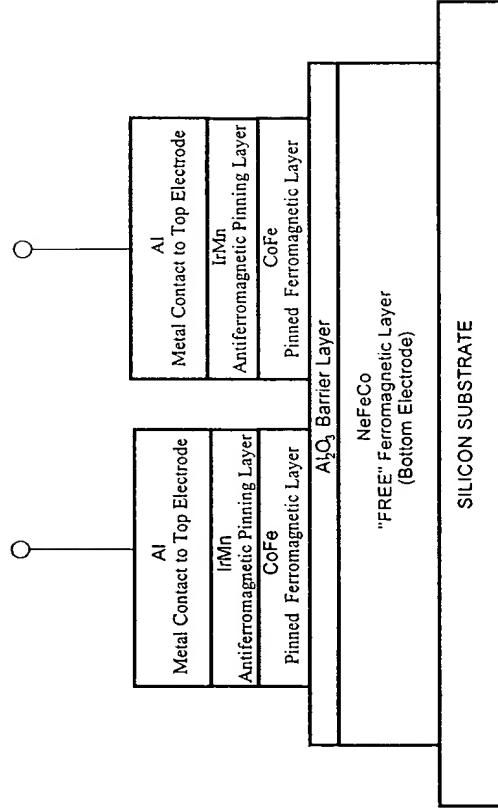 Al
Metal Contact to Top Electrode
IrMn
Antiferromagnetic Pinning Layer
CoFe
Pinned Ferromagnetic Layer
Al
Metal Contact to Top Electrode
IrMn
Antiferromagnetic Pinning Layer
CoFe
Pinned Ferromagnetic Layer
Al₂O₃ Barrier Layer
NeFeCo
"FREE" Ferromagnetic Layer
(Bottom Electrode)
SILICON SUBSTRATE